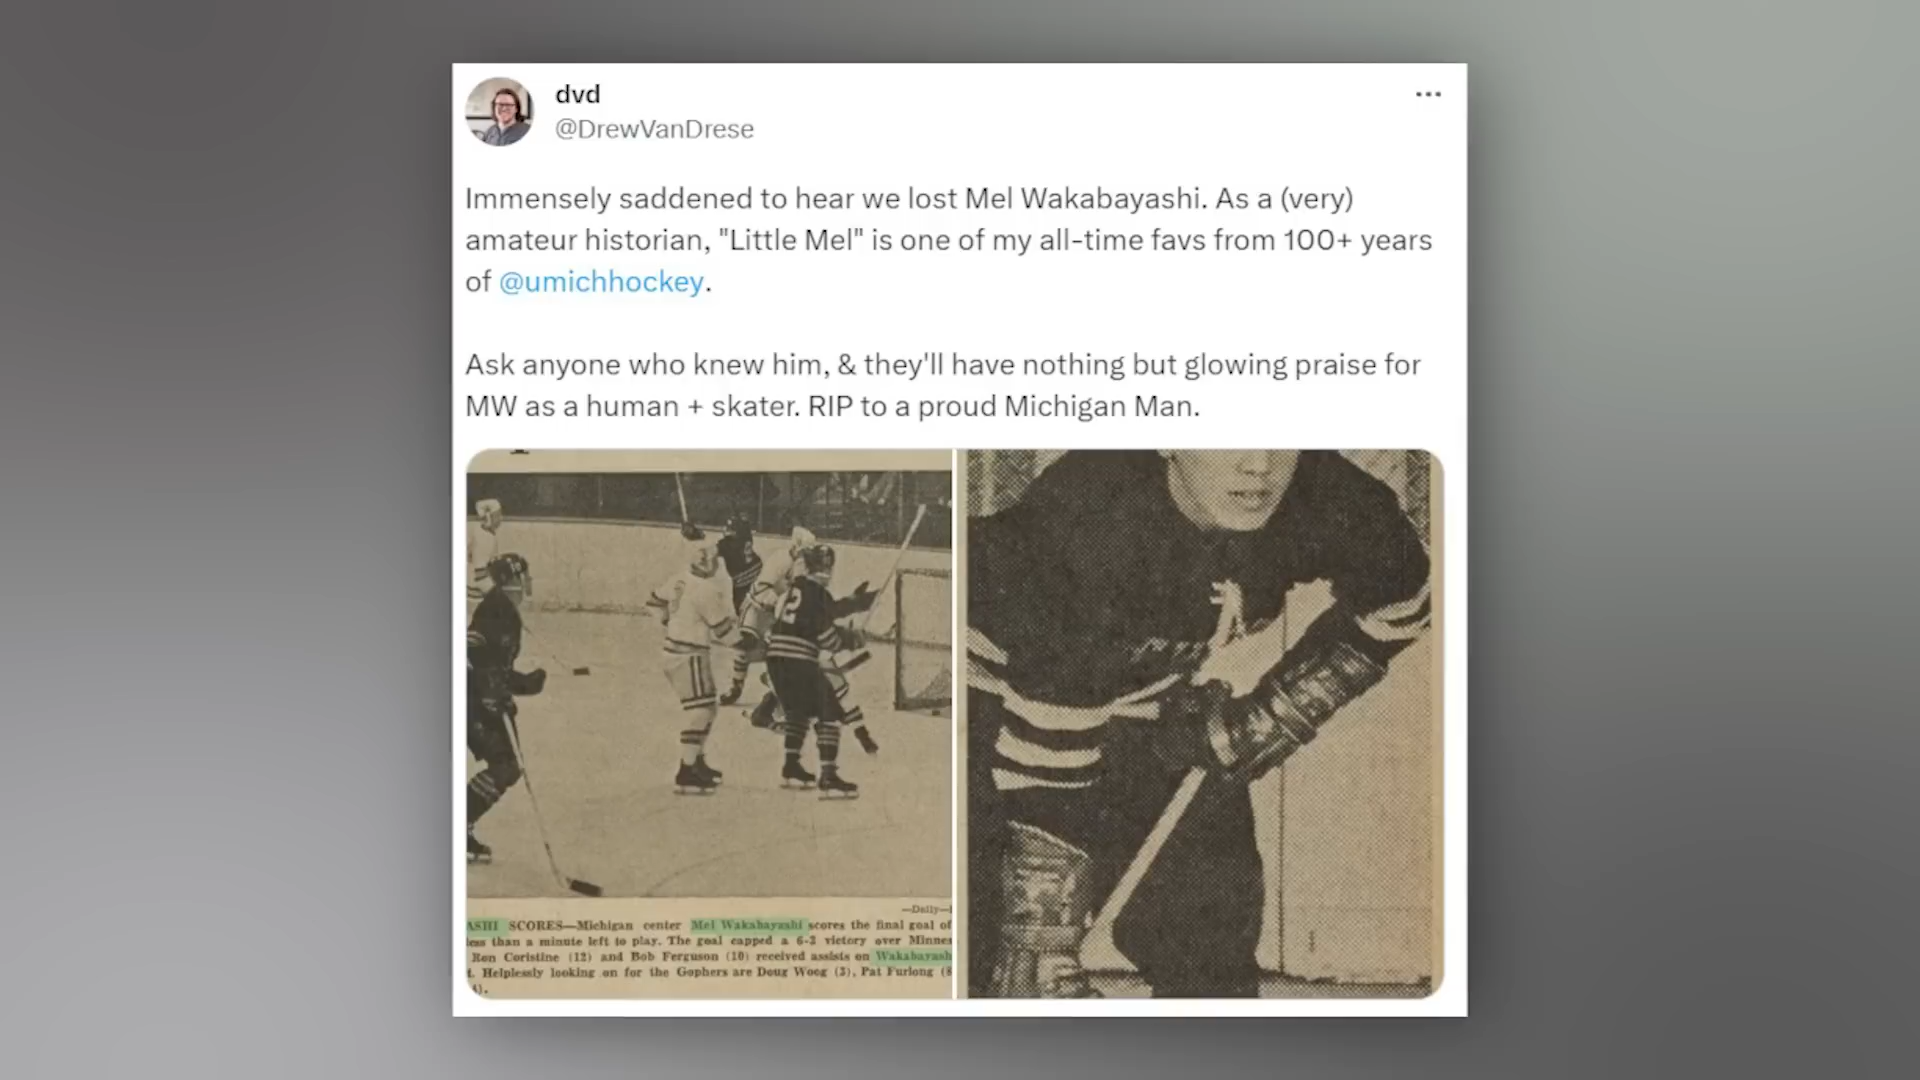 dvd
@DrewVanDrese
Immensely saddened to hear we lost Mel Wakabayashi. As a (very)
amateur historian, "Little Mel" is one of my all-time favs from 100+ years
of @umichhockey.
Ask anyone who knew him, & they'll have nothing but glowing praise for
MW as a human + skater. RIP to a proud Michigan Man.
2
—Daily—
ASHI SCORES—Michigan center Mel Wakabayashi scores the final goal of
less than a minute left to play. The goal capped a 6-2 victory over Minnes
Ron Coristine (12) and Bob Ferguson (10) received assists on Wakabayash
t. Helplessly looking on for the Gophers are Doug Woog (3), Pat Furlong (8
).